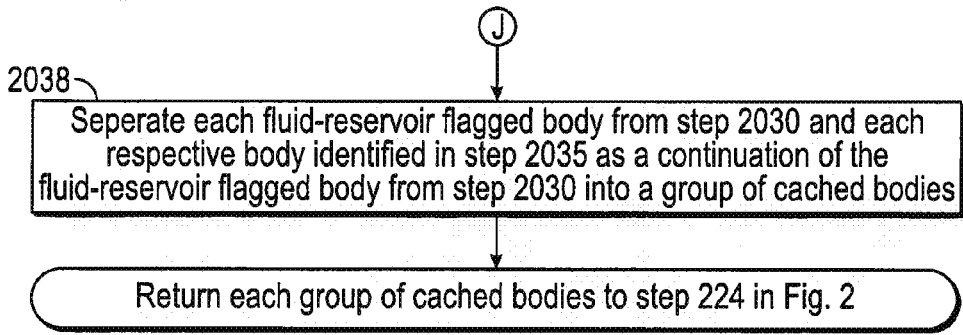 J
2038
Seperate each fluid-reservoir flagged body from step 2030 and each
respective body identified in step 2035 as a continuation of the
fluid-reservoir flagged body from step 2030 into a group of cached bodies
Return each group of cached bodies to step 224 in Fig. 2